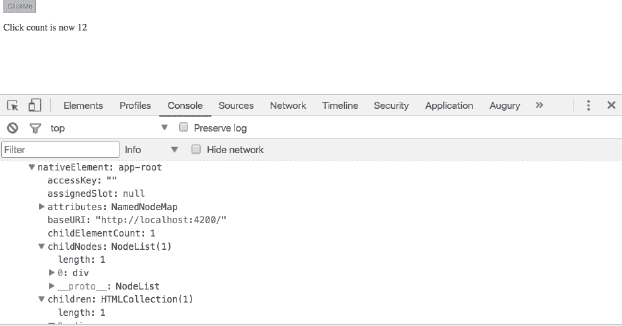 ClickMe
Click count is now 12
Elements Profiles Console Sources Network Timeline Security Application Augury »
top Preserve log
Filter Info Hide network
nativeElement: app-root
accessKey: ""
assignedSlot: null
attributes: NamedNodeMap
baseURI: "http://localhost:4200/"
childElementCount: 1
childNodes: NodeList(1)
length: 1
0: div
__proto__: NodeList
children: HTMLCollection(1)
length: 1